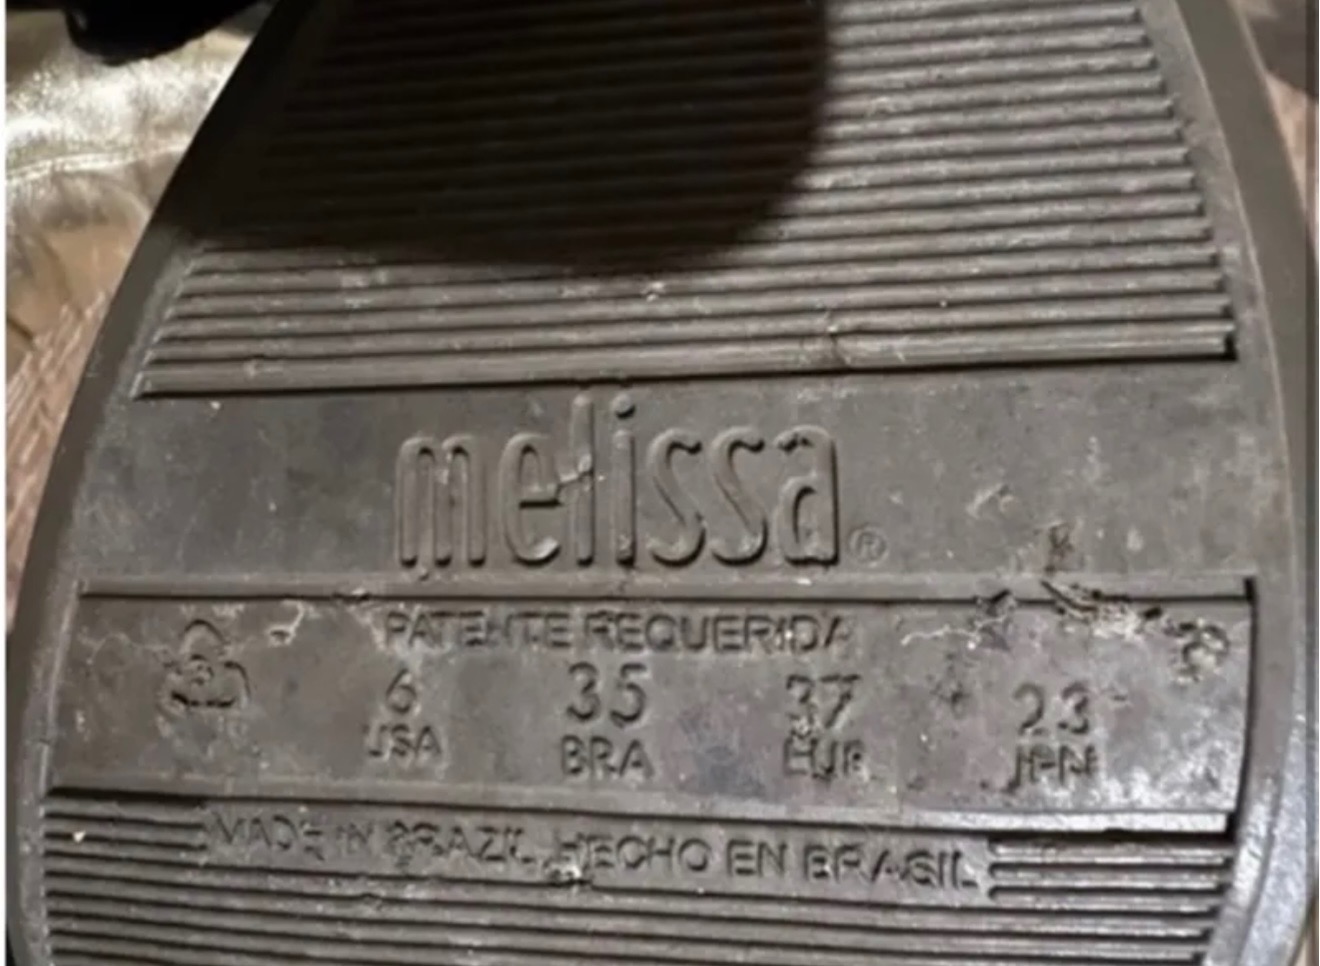 melissa®
PATENTE REQUERIDA
6 35 37 23
USA BRA EUR JPN
MADE IN BRAZIL HECHO EN BRASIL